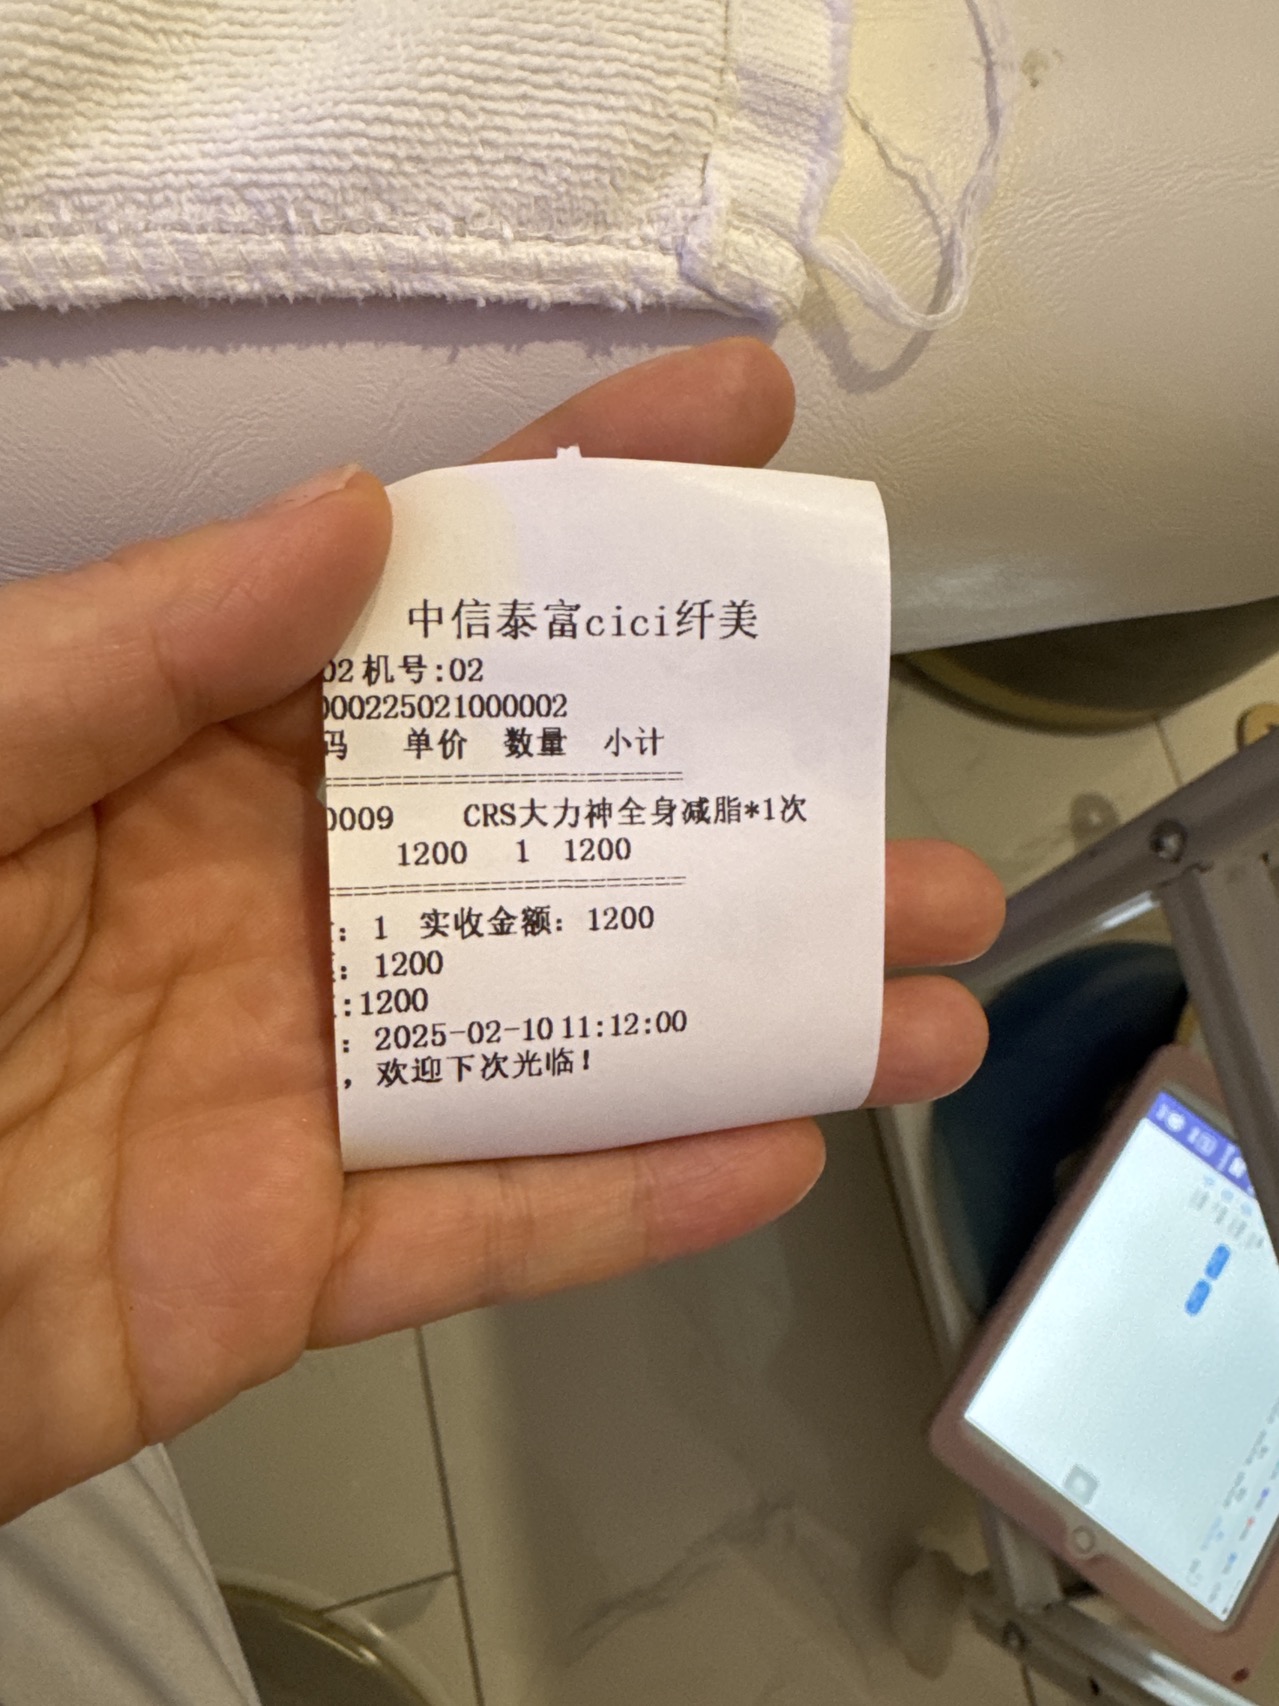 中信泰富cici纤美
02 机号:02
000225021000002
码 单价 数量 小计
0009 CRS大力神全身减脂*1次
1200 1 1200
: 1 实收金额: 1200
: 1200
:1200
: 2025-02-10 11:12:00
, 欢迎下次光临!